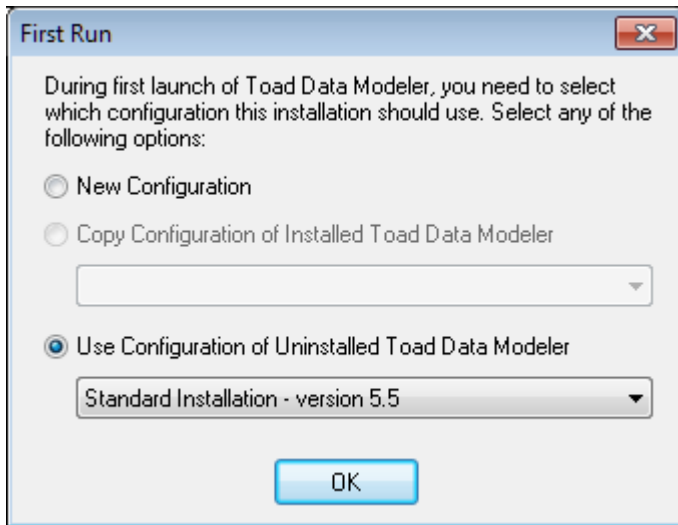 First Run
During first launch of Toad Data Modeler, you need to select
which configuration this installation should use. Select any of the
following options:
New Configuration
Copy Configuration of Installed Toad Data Modeler
Use Configuration of Uninstalled Toad Data Modeler
Standard Installation - version 5.5
OK